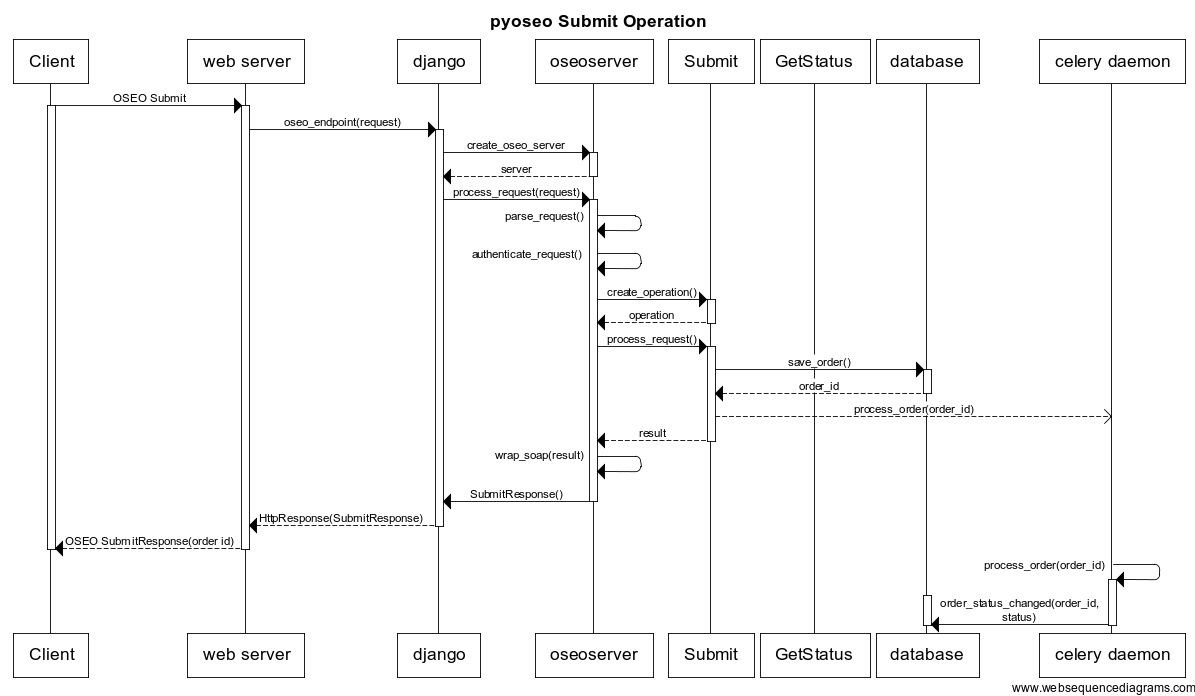 pyoseo Submit Operation
Client
web server
django
oseoserver
Submit
GetStatus
database
celery daemon
OSEO Submit
oseo_endpoint(request)
create_oseo_server
server
process_request(request)
parse_request()
authenticate_request()
create_operation()
operation
process_request()
save_order()
order_id
process_order(order_id)
result
wrap_soap(result)
SubmitResponse()
HttpResponse(SubmitResponse)
OSEO SubmitResponse(order id)
process_order(order_id)
order_status_changed(order_id,
status)
Client
web server
django
oseoserver
Submit
GetStatus
database
celery daemon
www.websequencediagrams.com